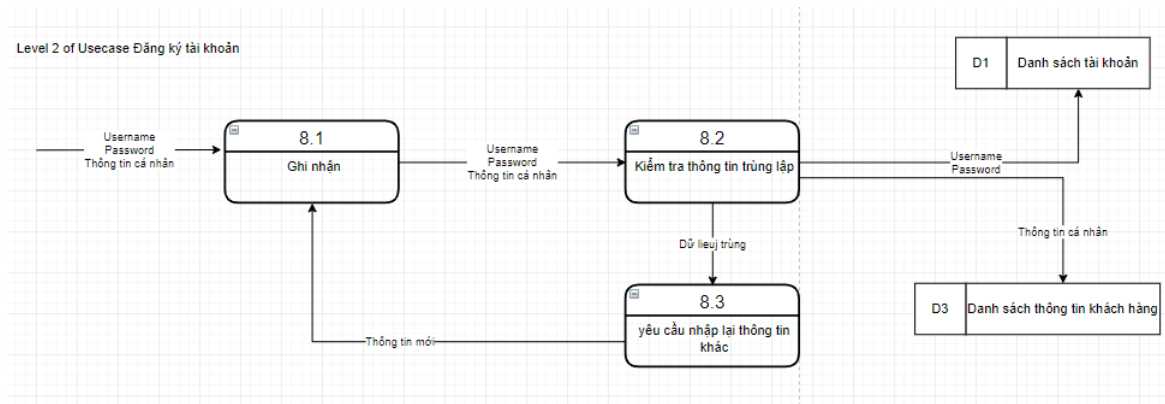 Level 2 of Usecase Đăng ký tài khoản
D1
Danh sách tài khoản
Username
Password
Thông tin cá nhân
8.1
Ghi nhận
Username
Password
Thông tin cá nhân
8.2
Kiểm tra thông tin trùng lập
Username
Password
Thông tin cá nhân
Dữ lieuj trùng
8.3
yêu cầu nhập lại thông tin
khác
Thông tin mới
D3
Danh sách thông tin khách hàng